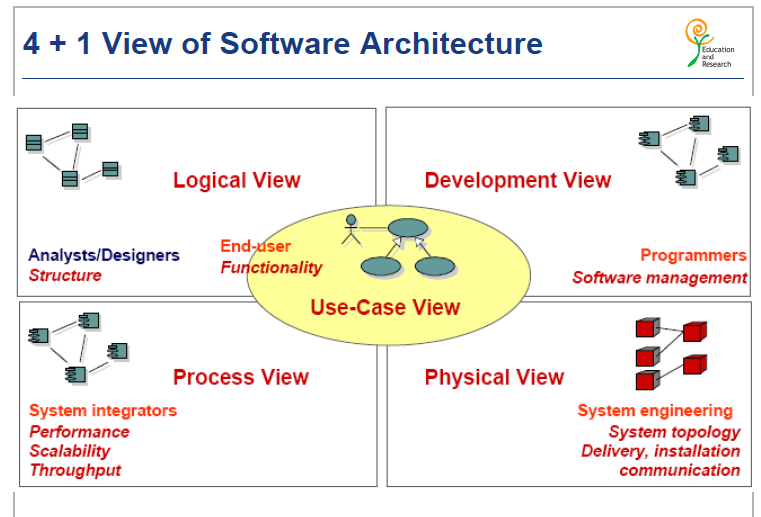 4 + 1 View of Software Architecture
Education
and
Research
Logical View
Analysts/Designers
Structure
End-user
Functionality
Development View
Programmers
Software management
Use-Case View
Process View
System integrators
Performance
Scalability
Throughput
Physical View
System engineering
System topology
Delivery, installation
communication